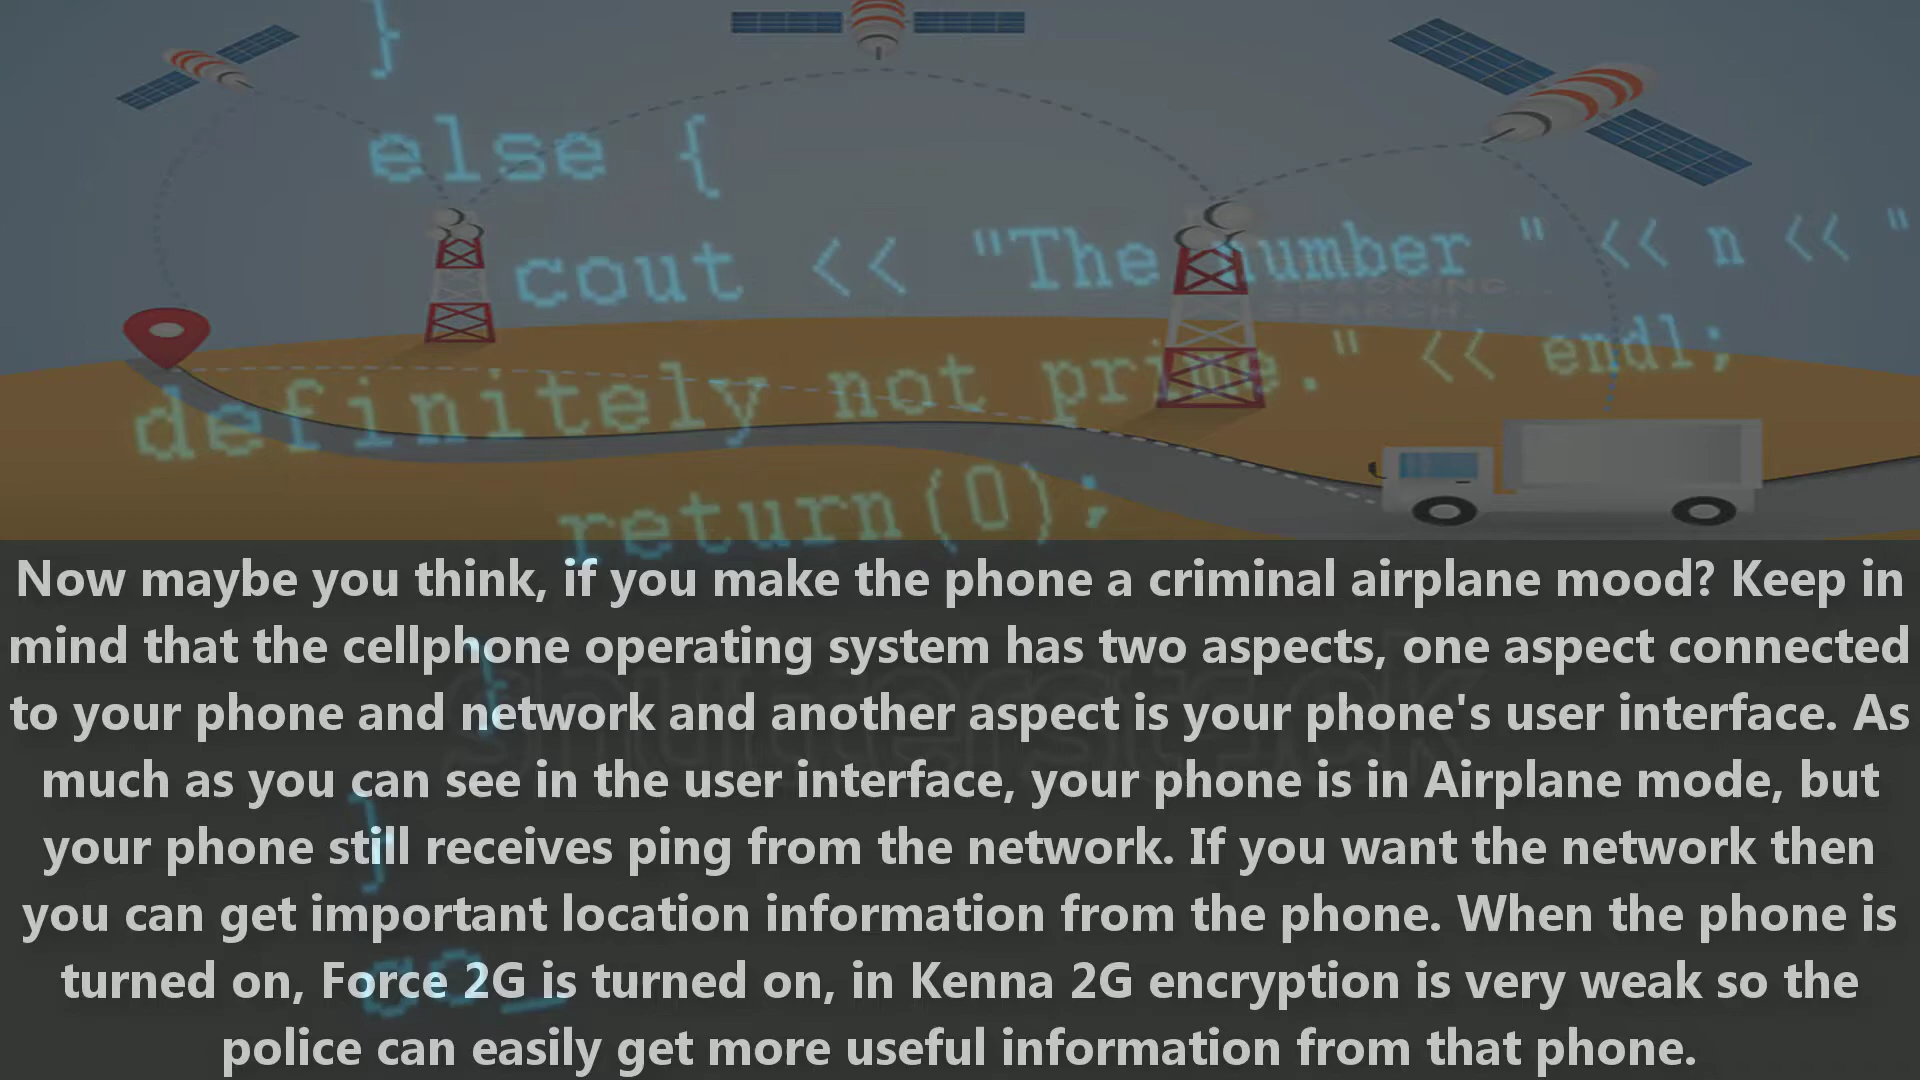 }
else {
cout << "The number " << n << "
TRACKING...
SEARCH.
definitely not prime." << endl;
return(0);
Now maybe you think, if you make the phone a criminal airplane mood? Keep in
mind that the cellphone operating system has two aspects, one aspect connected
to your phone and network and another aspect is your phone's user interface. As
much as you can see in the user interface, your phone is in Airplane mode, but
your phone still receives ping from the network. If you want the network then
you can get important location information from the phone. When the phone is
turned on, Force 2G is turned on, in Kenna 2G encryption is very weak so the
police can easily get more useful information from that phone.
}
shutterstock
}